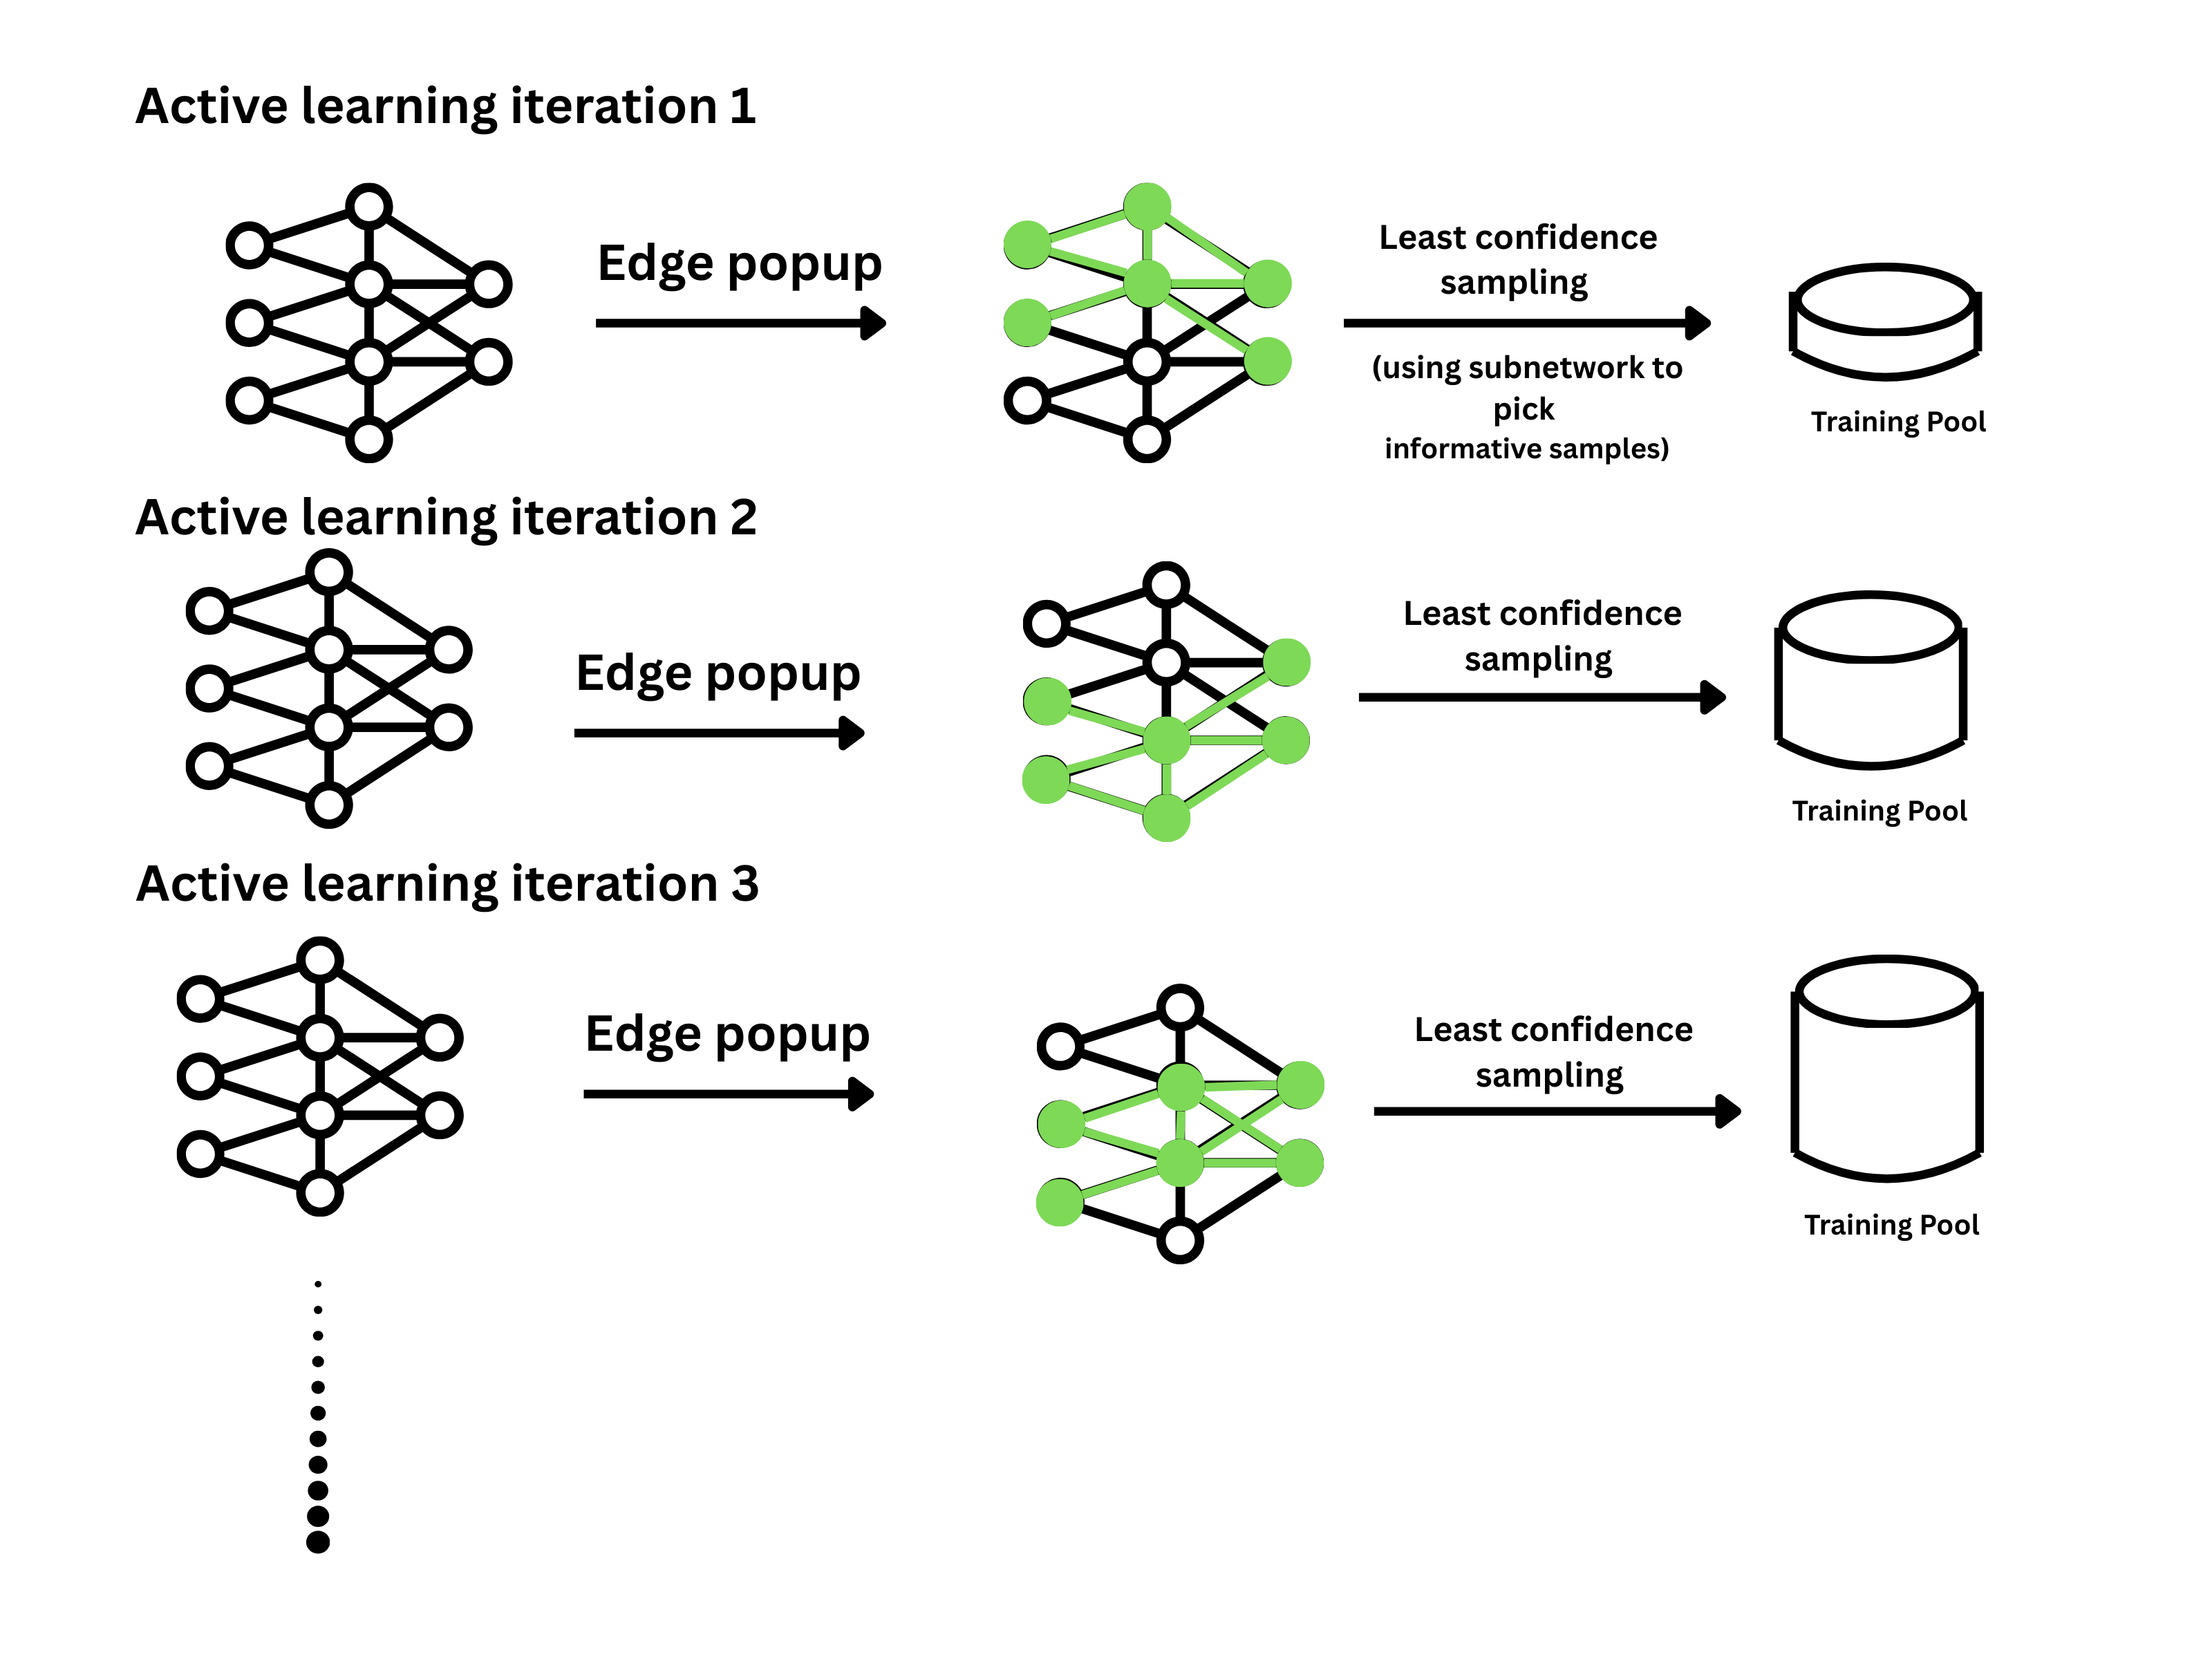 Active learning iteration 1
Edge popup
Least confidence
sampling
(using subnetwork to
pick
informative samples)
Training Pool
Active learning iteration 2
Edge popup
Least confidence
sampling
Training Pool
Active learning iteration 3
Edge popup
Least confidence
sampling
Training Pool